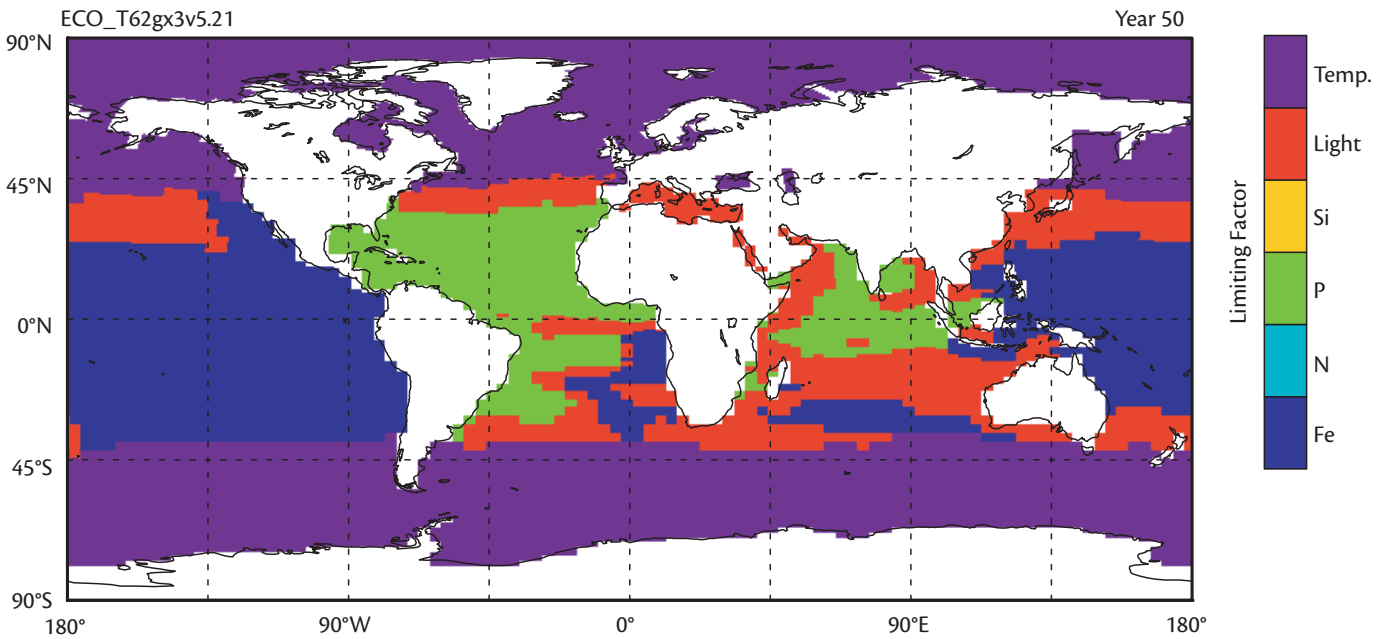 ECO_T62gx3v5.21
Year 50
90°N
45°N
0°N
45°S
90°S
180°
90°W
0°
90°E
180°
Limiting Factor
Temp.
Light
Si
P
N
Fe